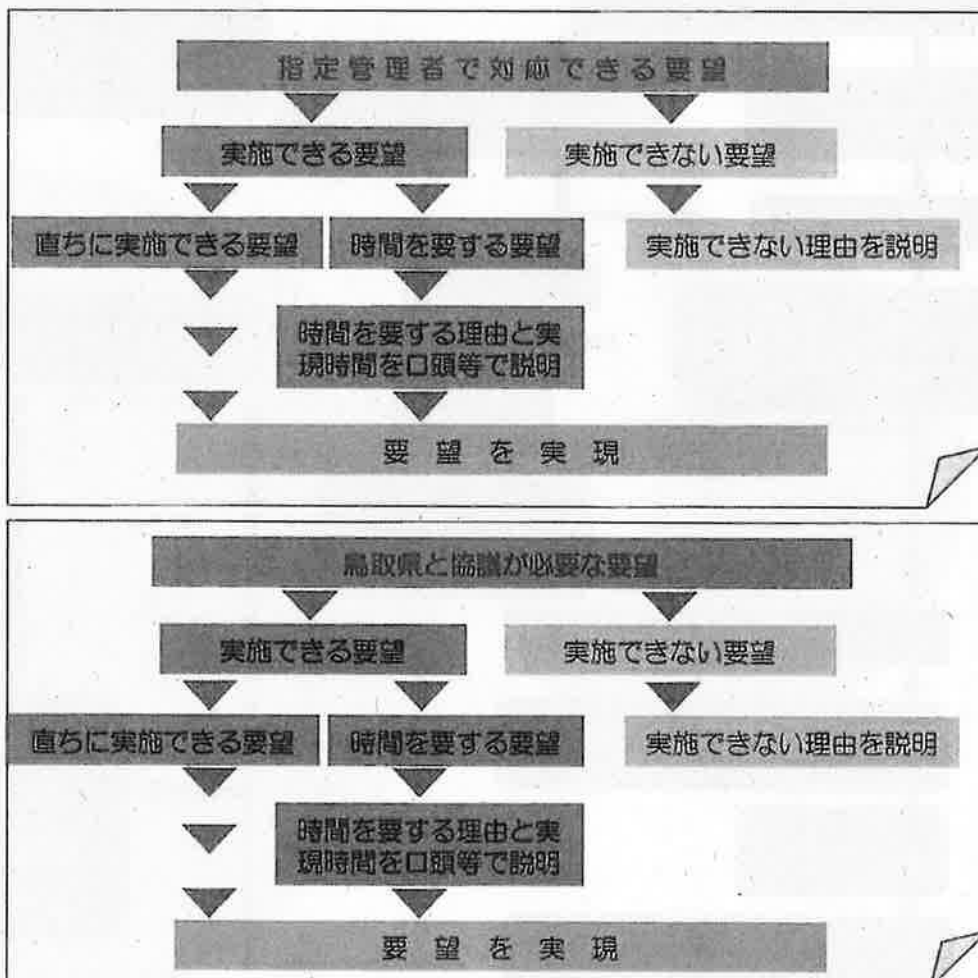 指定管理者で対応できる要望
実施できる要望
実施できない要望
直ちに実施できる要望
時間を要する要望
実施できない理由を説明
時間を要する理由と実
現時間を口頭等で説明
要望を実現
鳥取県と協議が必要な要望
実施できる要望
実施できない要望
直ちに実施できる要望
時間を要する要望
実施できない理由を説明
時間を要する理由と実
現時間を口頭等で説明
要望を実現